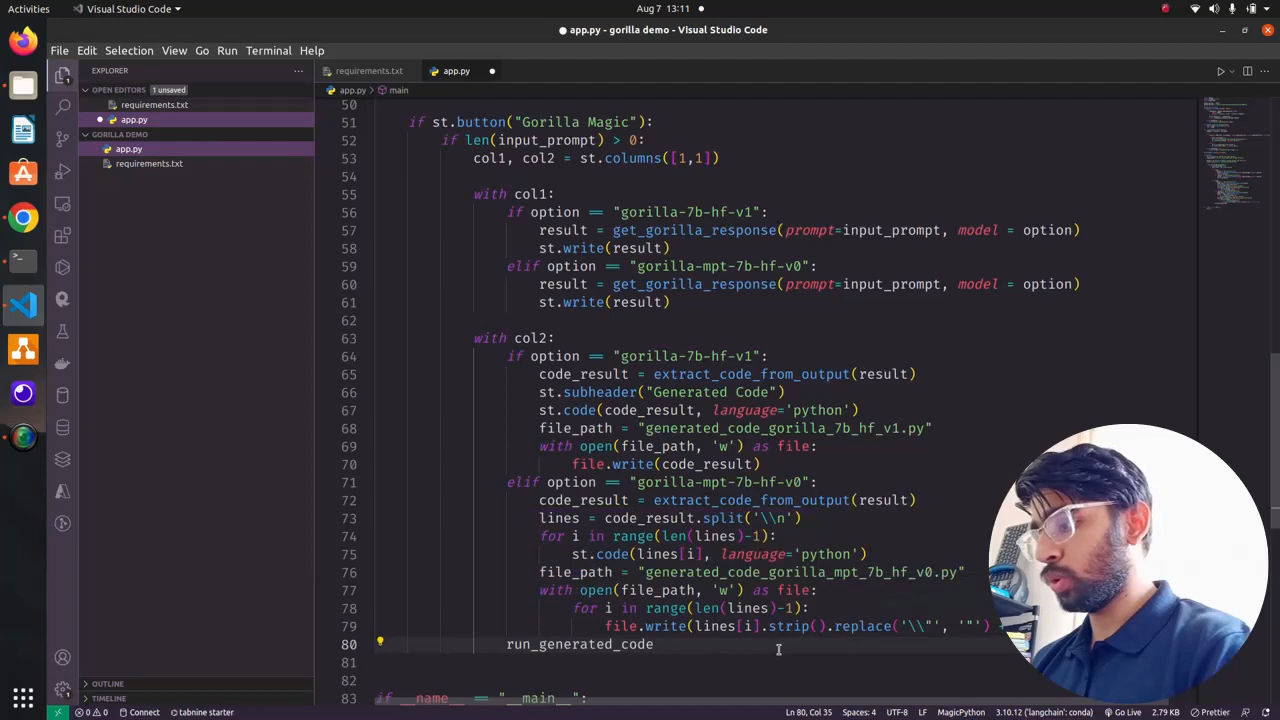 Activities
Visual Studio Code
Aug 7 13:11
app.py - gorilla demo - Visual Studio Code
File Edit Selection View Go Run Terminal Help
EXPLORER
requirements.txt
app.py
OPEN EDITORS 1 unsaved
requirements.txt
app.py
GORILLA DEMO
app.py
requirements.txt
app.py > main
50
51 if st.button("Gorilla Magic"):
52 if len(input_prompt) > 0:
53 col1, col2 = st.columns([1,1])
54
55 with col1:
56 if option == "gorilla-7b-hf-v1":
57 result = get_gorilla_response(prompt=input_prompt, model = option)
58 st.write(result)
59 elif option == "gorilla-mpt-7b-hf-v0":
60 result = get_gorilla_response(prompt=input_prompt, model = option)
61 st.write(result)
62
63 with col2:
64 if option == "gorilla-7b-hf-v1":
65 code_result = extract_code_from_output(result)
66 st.subheader("Generated Code")
67 st.code(code_result, language='python')
68 file_path = "generated_code_gorilla_7b_hf_v1.py"
69 with open(file_path, 'w') as file:
70 file.write(code_result)
71 elif option == "gorilla-mpt-7b-hf-v0":
72 code_result = extract_code_from_output(result)
73 lines = code_result.split('\\n')
74 for i in range(len(lines)-1):
75 st.code(lines[i], language='python')
76 file_path = "generated_code_gorilla_mpt_7b_hf_v0.py"
77 with open(file_path, 'w') as file:
78 for i in range(len(lines)-1):
79 file.write(lines[i].strip().replace('\\"', '"')
80 run_generated_code
81
82
83 if __name__ == "__main__":
OUTLINE
TIMELINE
0 0 Connect tabnine starter
Ln 80, Col 35 Spaces: 4 UTF-8 LF MagicPython 3.10.12 ('langchain': conda) Go Live 2.79 KB Prettier